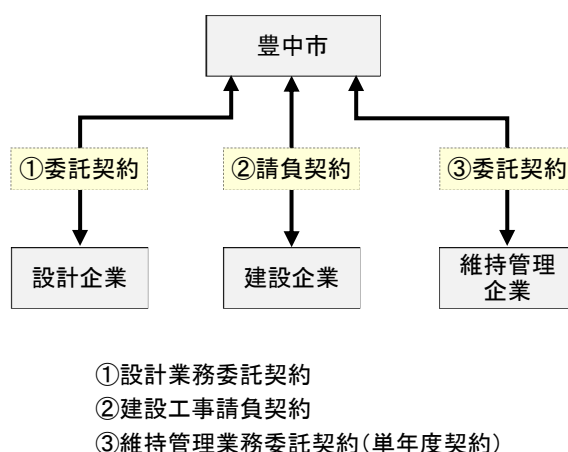 豊中市
①委託契約
②請負契約
③委託契約
設計企業
建設企業
維持管理
企業
①設計業務委託契約
②建設工事請負契約
③維持管理業務委託契約(単年度契約)